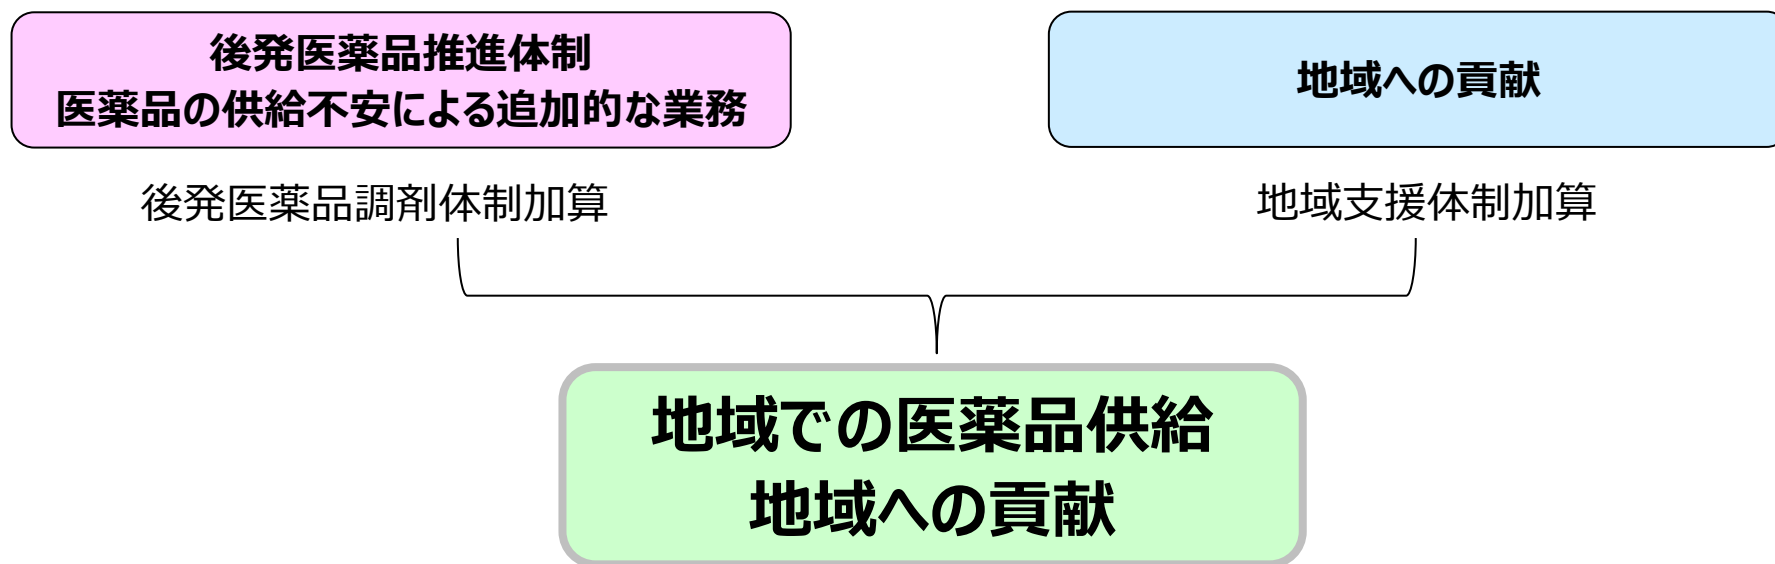 後発医薬品推進体制
医薬品の供給不安による追加的な業務
地域への貢献
後発医薬品調剤体制加算
地域支援体制加算
地域での医薬品供給
地域への貢献